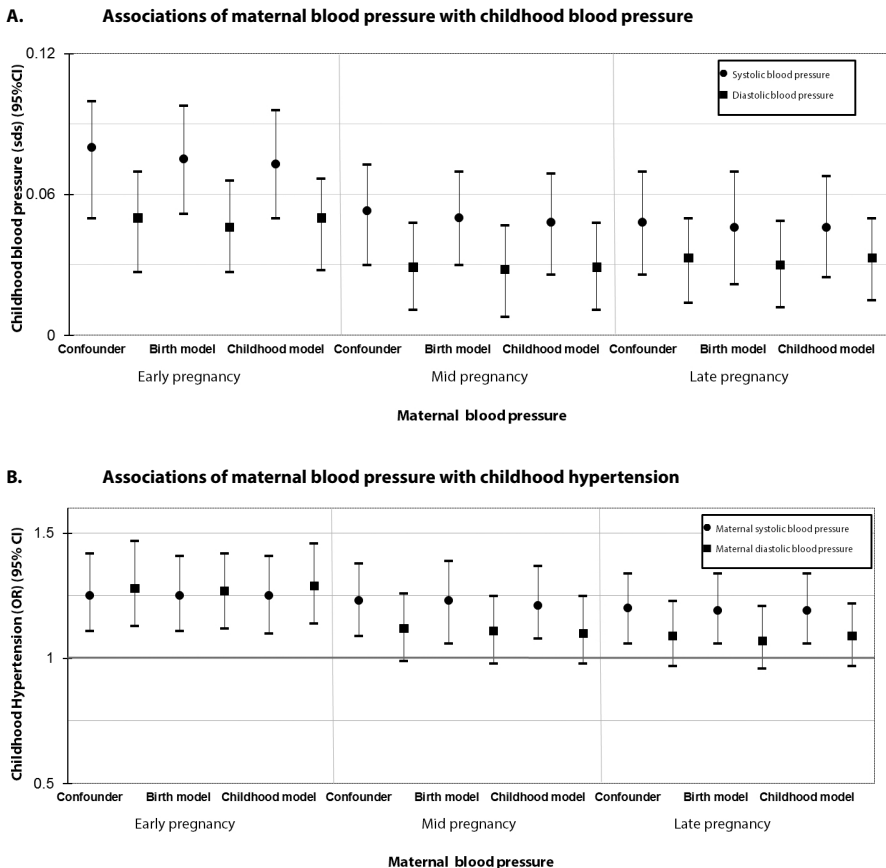 A. Associations of maternal blood pressure with childhood blood pressure
Childhood blood pressure (sds) (95%CI)
0.12
0.06
0
Systolic blood pressure
Diastolic blood pressure
Confounder Birth model Childhood model Confounder Birth model Childhood model Confounder Birth model Childhood model
Early pregnancy Mid pregnancy Late pregnancy
Maternal blood pressure
B. Associations of maternal blood pressure with childhood hypertension
Childhood Hypertension (OR) (95% CI)
1.5
1
0.5
Maternal systolic blood pressure
Maternal diastolic blood pressure
Confounder Birth model Childhood model Confounder Birth model Childhood model Confounder Birth model Childhood model
Early pregnancy Mid pregnancy Late pregnancy
Maternal blood pressure